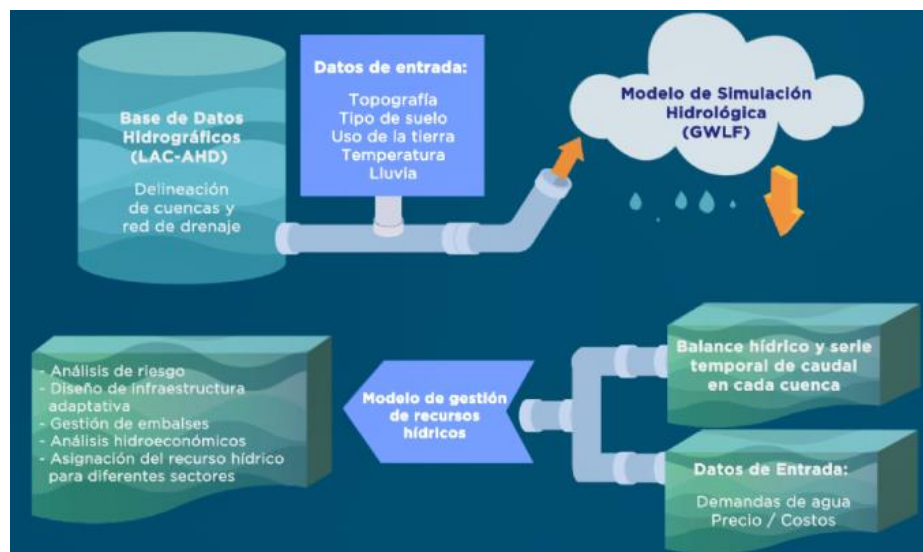 Base de Datos
Hidrográficos
(LAC-AHD)
Delineación
de cuencas y
red de drenaje
Datos de entrada:
Topografía
Tipo de suelo
Uso de la tierra
Temperatura
Lluvia
Modelo de Simulación
Hidrológica
(GWLF)
Balance hídrico y serie
temporal de caudal
en cada cuenca
Datos de Entrada:
Demandas de agua
Precio / Costos
Modelo de gestión
de recursos
hídricos
- Análisis de riesgo
- Diseño de infraestructura
adaptativa
- Gestión de embalses
- Análisis hidroeconómicos
- Asignación del recurso hídrico
para diferentes sectores